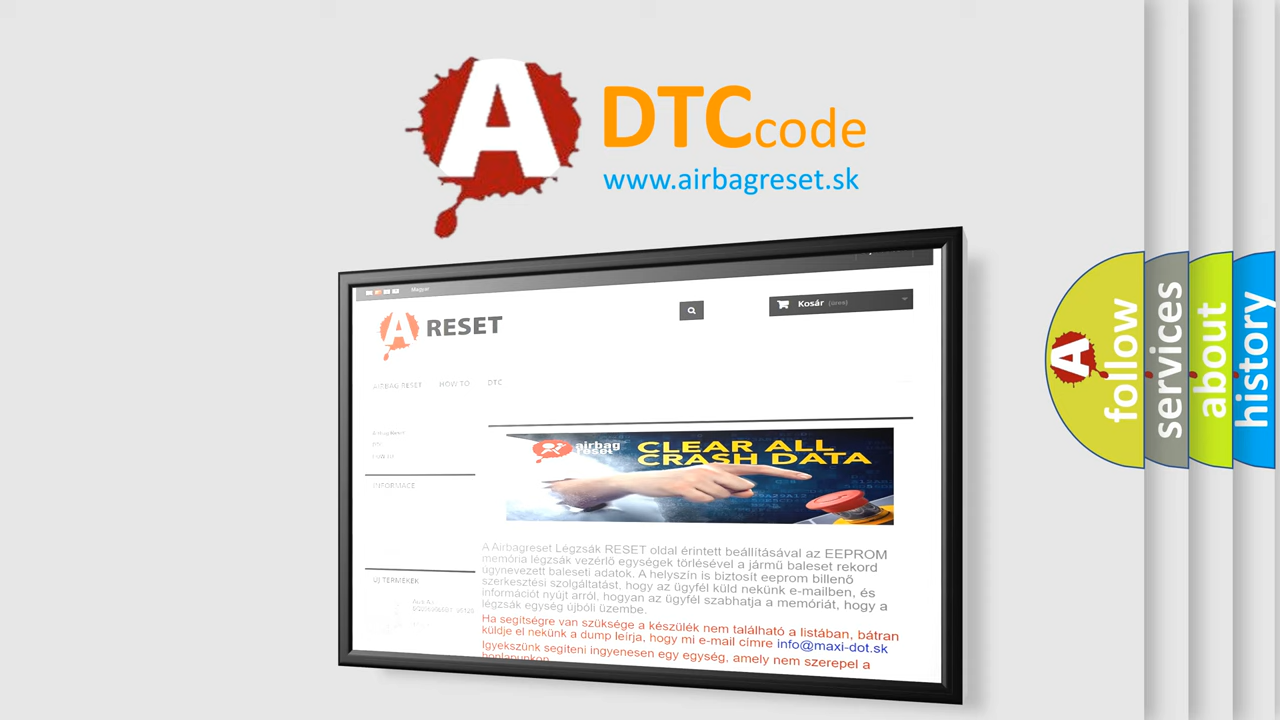 A DTC code
www.airbagreset.sk
Magyar
Kosár (üres)
A RESET
AIRBAG RESET HOW TO DTC
INFORMACE
airbag
reset
CLEAR ALL
CRASH DATA
A Airbagreset Légzsák RESET oldal érintett beállításával az EEPROM
memória légzsák vezérlő egységek törlésével a jármű baleset rekord
úgynevezett baleseti adatok. A helyszín is biztosít eeprom billenő
szerkesztési szolgáltatást, hogy az ügyfél küld nekünk e-mailben, és
információt nyújt arról, hogyan az ügyfél szabhatja a memóriát, hogy a
légzsák egység újbóli üzembe.
Ha segítségre van szüksége a készülék nem található a listában, bátran
küldje el nekünk a dump leírja, hogy mi e-mail címre info@maxi-dot.sk
Igyekszünk segíteni ingyenesen egy egység, amely nem szerepel a
honlapunkon
ÚJ TERMÉKEK
A
follow
services
about
history